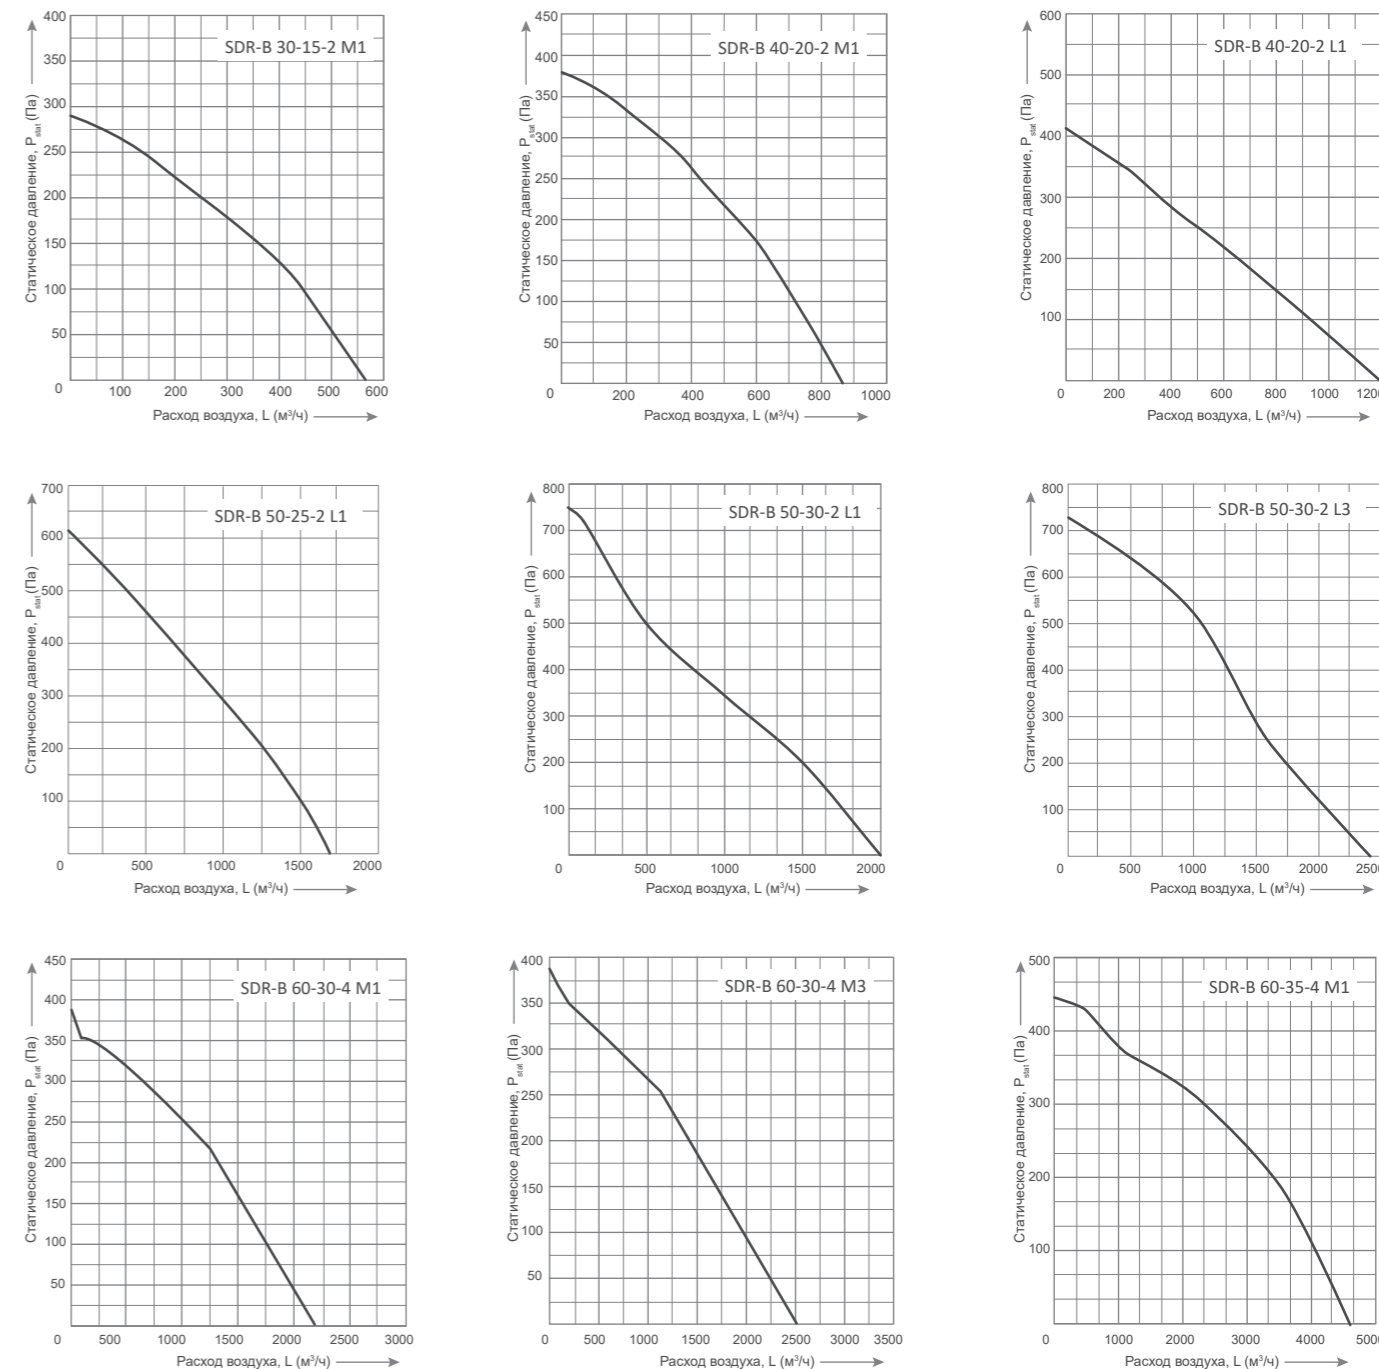 SDR-B 30-15-2 M1
Статическое давление, Pstat (Па)
400
350
300
250
200
150
100
50
0 100 200 300 400 500 600
Расход воздуха, L (м³/ч)
SDR-B 40-20-2 M1
Статическое давление, Pstat (Па)
450
400
350
300
250
200
150
100
50
0 200 400 600 800 1000
Расход воздуха, L (м³/ч)
SDR-B 40-20-2 L1
Статическое давление, Pstat (Па)
600
500
400
300
200
100
0 200 400 600 800 1000 1200
Расход воздуха, L (м³/ч)
SDR-B 50-25-2 L1
Статическое давление, Pstat (Па)
700
600
500
400
300
200
100
0 500 1000 1500 2000
Расход воздуха, L (м³/ч)
SDR-B 50-30-2 L1
Статическое давление, Pstat (Па)
800
700
600
500
400
300
200
100
0 500 1000 1500 2000
Расход воздуха, L (м³/ч)
SDR-B 50-30-2 L3
Статическое давление, Pstat (Па)
800
700
600
500
400
300
200
100
0 500 1000 1500 2000 2500
Расход воздуха, L (м³/ч)
SDR-B 60-30-4 M1
Статическое давление, Pstat (Па)
450
400
350
300
250
200
150
100
50
0 500 1000 1500 2000 2500 3000
Расход воздуха, L (м³/ч)
SDR-B 60-30-4 M3
Статическое давление, Pstat (Па)
400
350
300
250
200
150
100
50
0 500 1000 1500 2000 2500 3000 3500
Расход воздуха, L (м³/ч)
SDR-B 60-35-4 M1
Статическое давление, Pstat (Па)
500
400
300
200
100
0 1000 2000 3000 4000 5000
Расход воздуха, L (м³/ч)